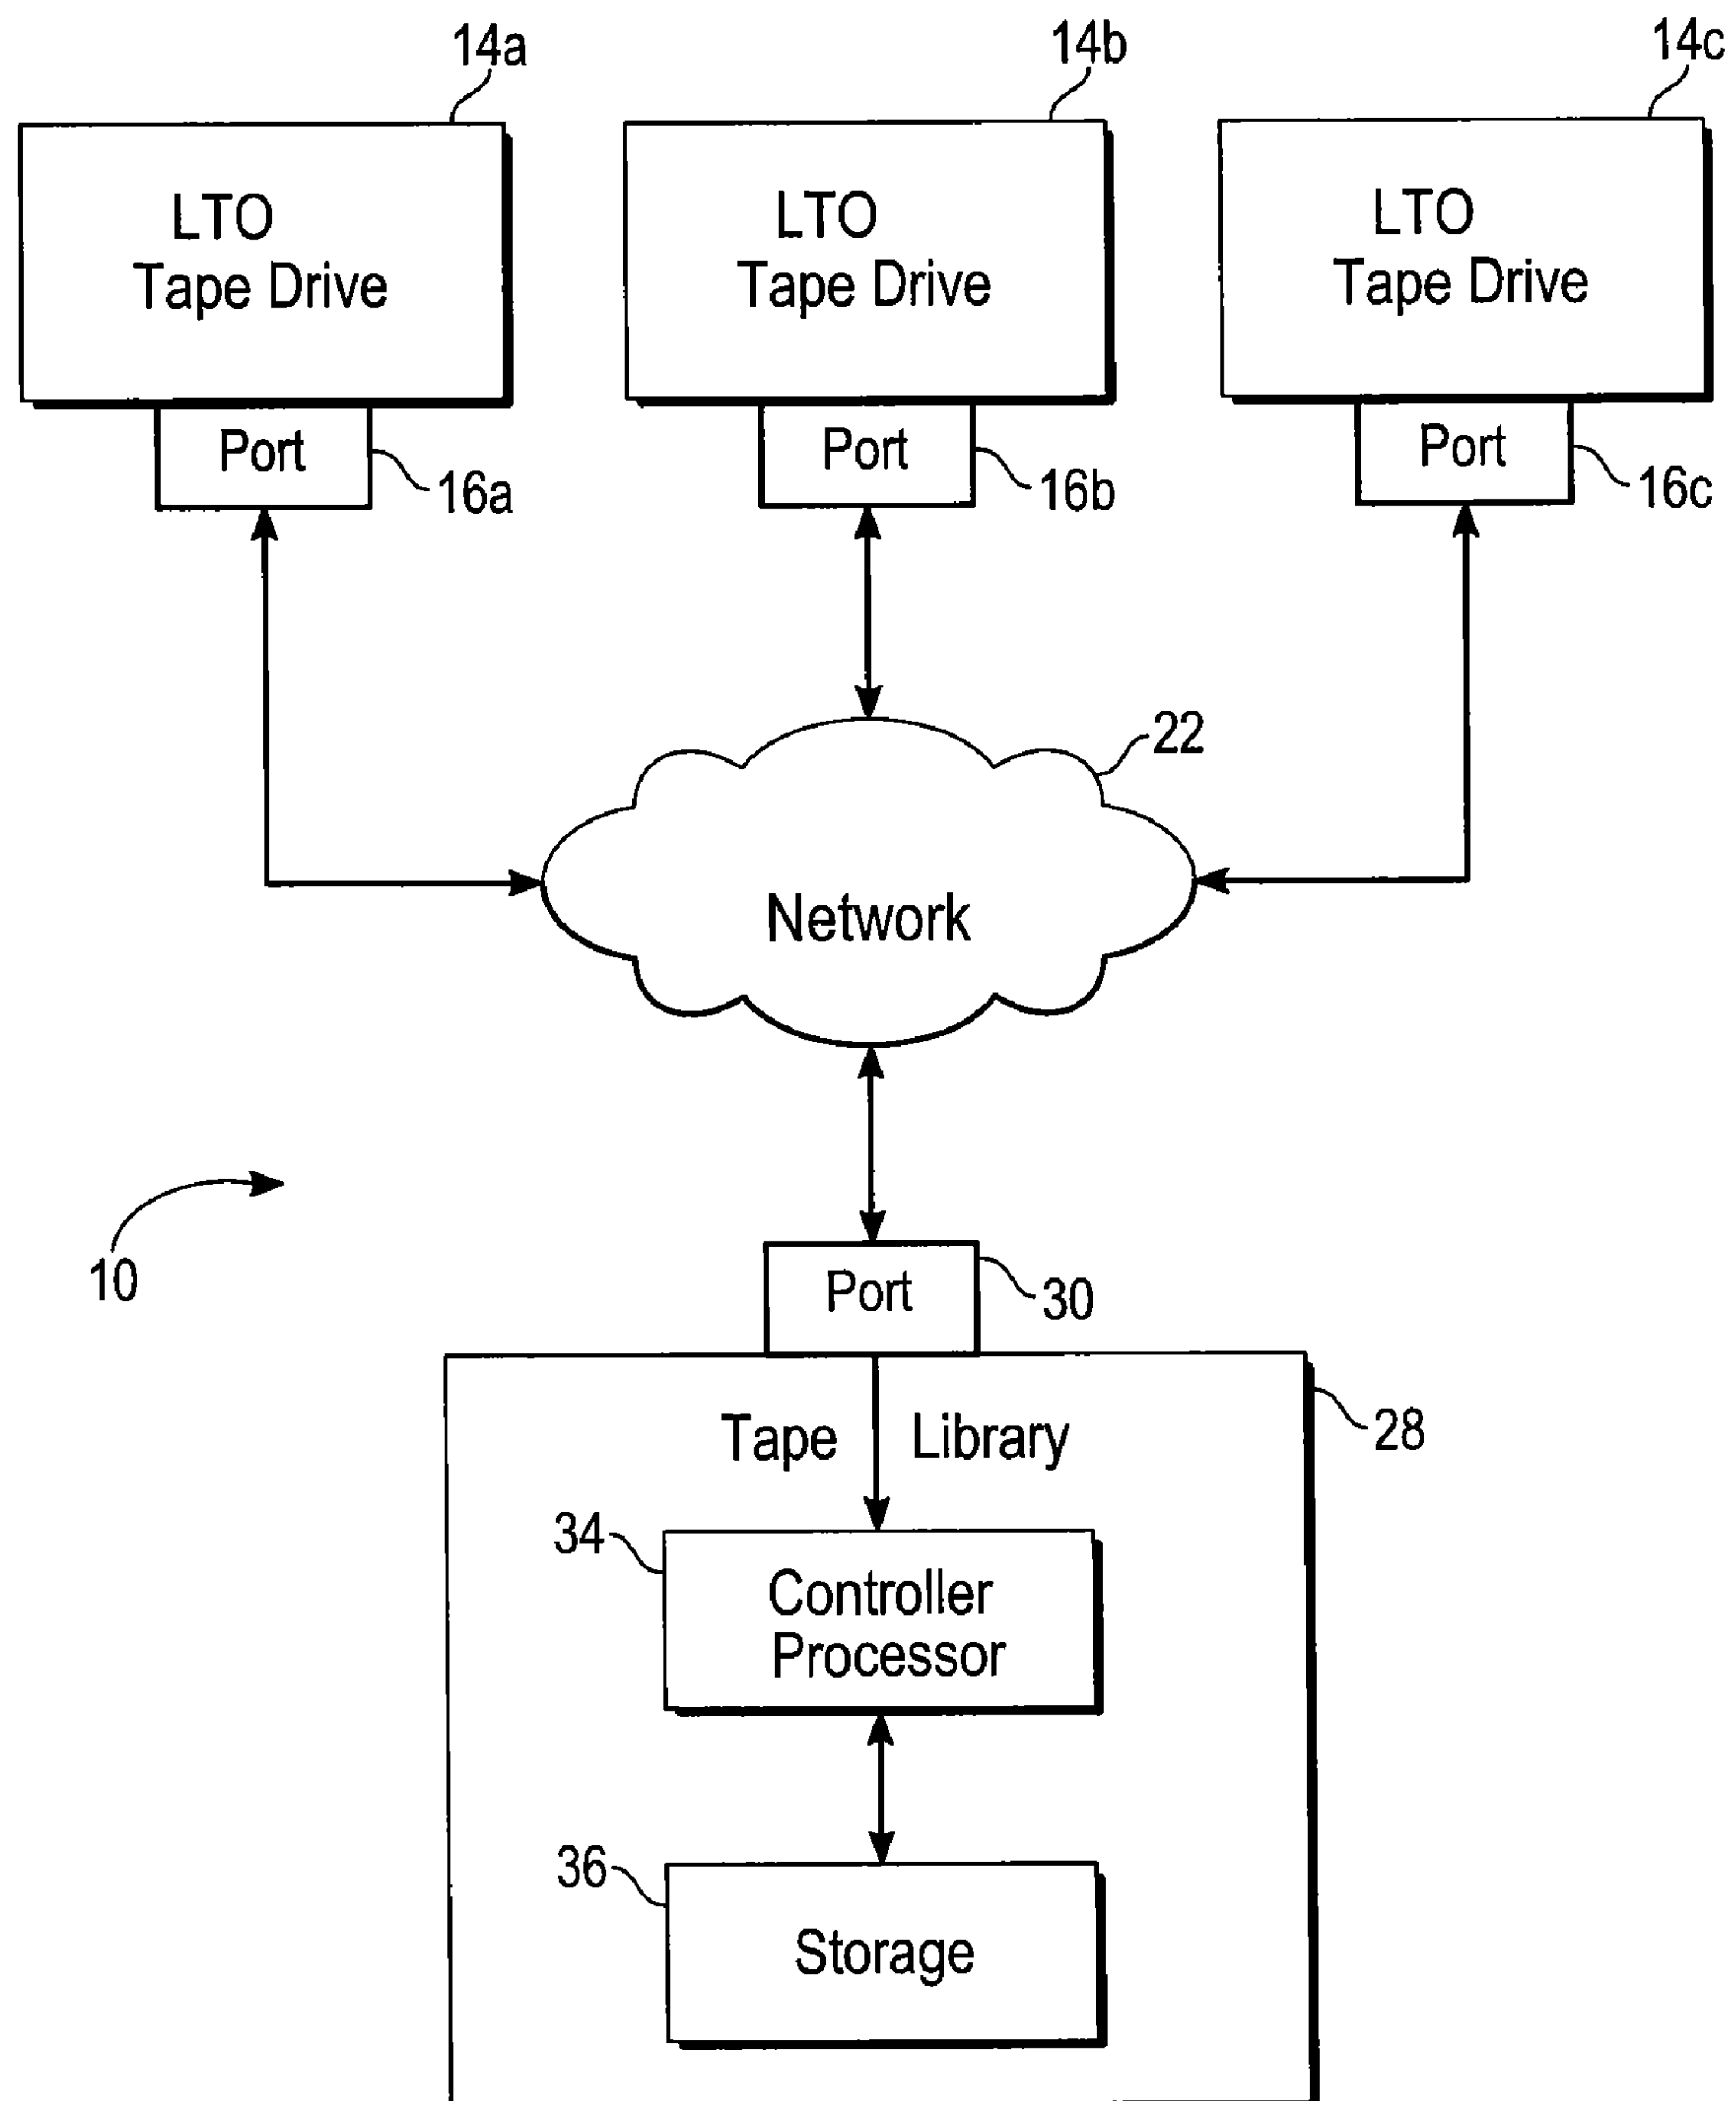 14a
14b
14c
LTO
Tape Drive
LTO
Tape Drive
LTO
Tape Drive
Port
16a
Port
16b
Port
16c
22
Network
10
Port
30
Tape Library
28
34
Controller
Processor
36
Storage